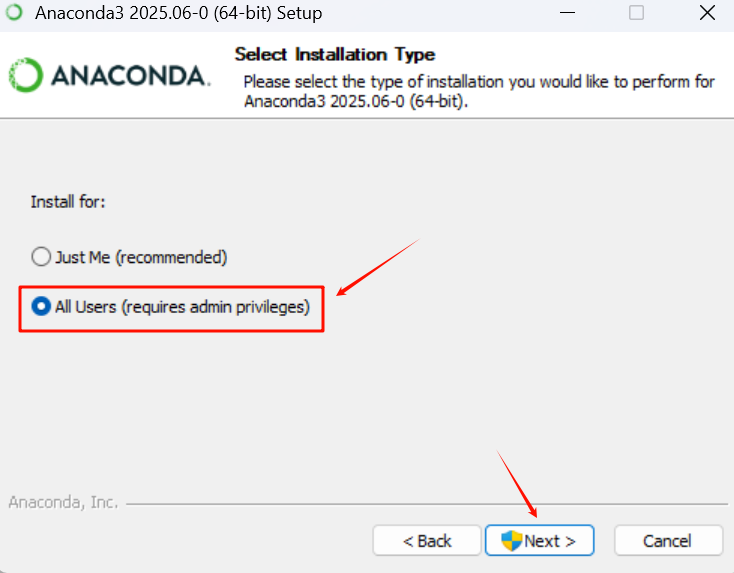 Anaconda3 2025.06-0 (64-bit) Setup
Select Installation Type
ANACONDA.
Please select the type of installation you would like to perform for
Anaconda3 2025.06-0 (64-bit).
Install for:
Just Me (recommended)
All Users (requires admin privileges)
Anaconda, Inc.
< Back
Next >
Cancel